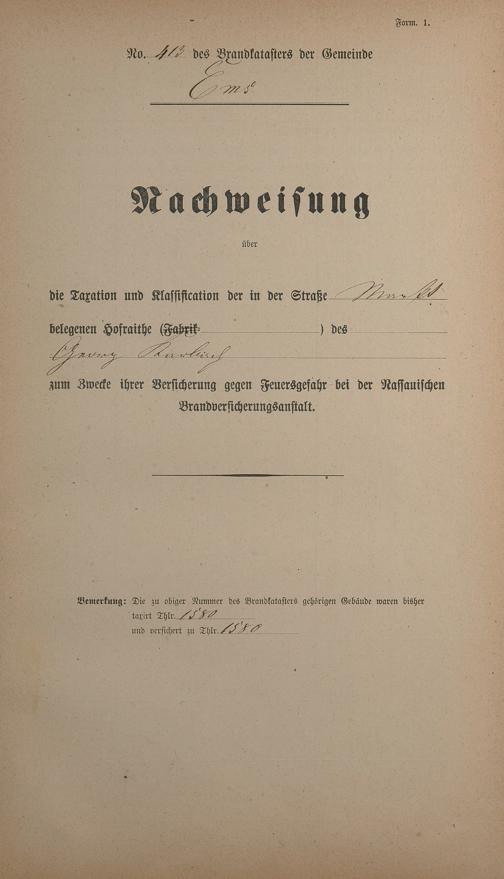 Form. 1.
No. 413 des Brandkatasters der Gemeinde
Ems
Nachweisung
über
die Taxation und Klassification der in der Straße Markt
belegenen Hofraithe (Fabrik ) des
Georg
zum Zwecke ihrer Versicherung gegen Feuersgefahr bei der Nassauischen
Brandversicherungsanstalt.
Bemerkung: Die zu obiger Nummer des Brandkatasters gehörigen Gebäude waren bisher
taxirt Thlr. 1580
und versichert zu Thlr. 1580